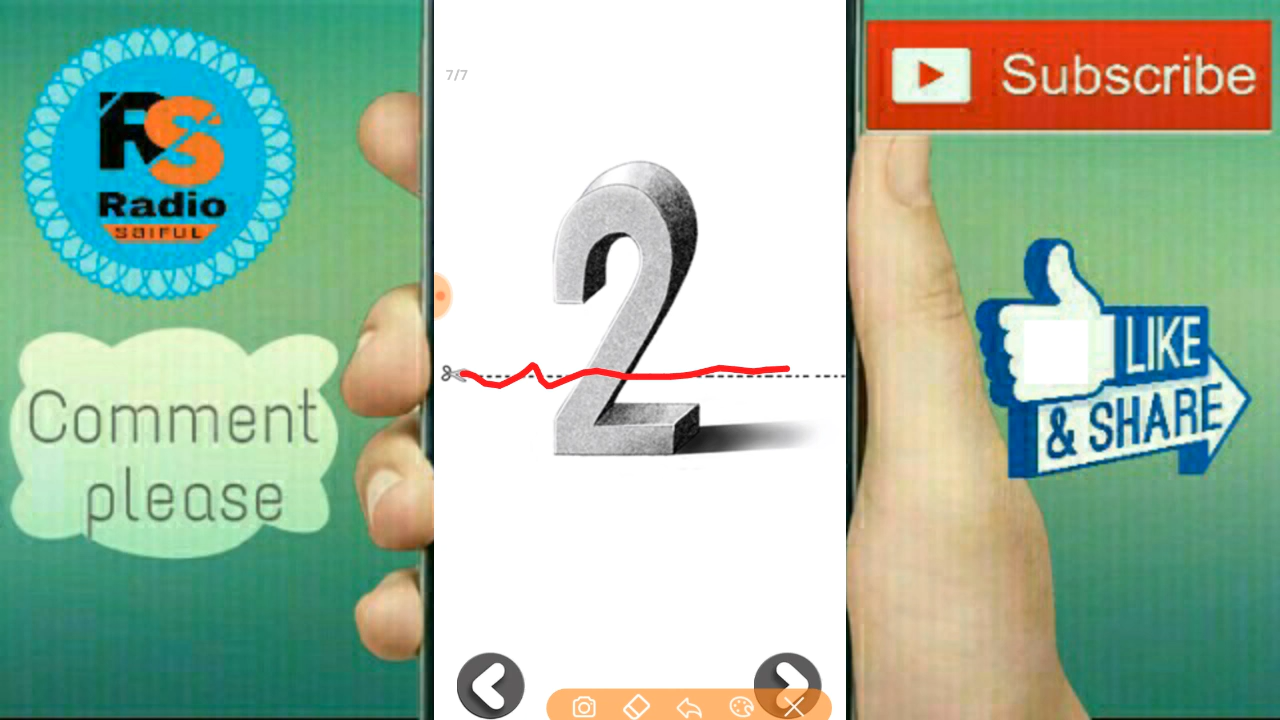 RS
Radio
SAIFUL
Comment
please
7/7
2
Subscribe
LIKE
& SHARE